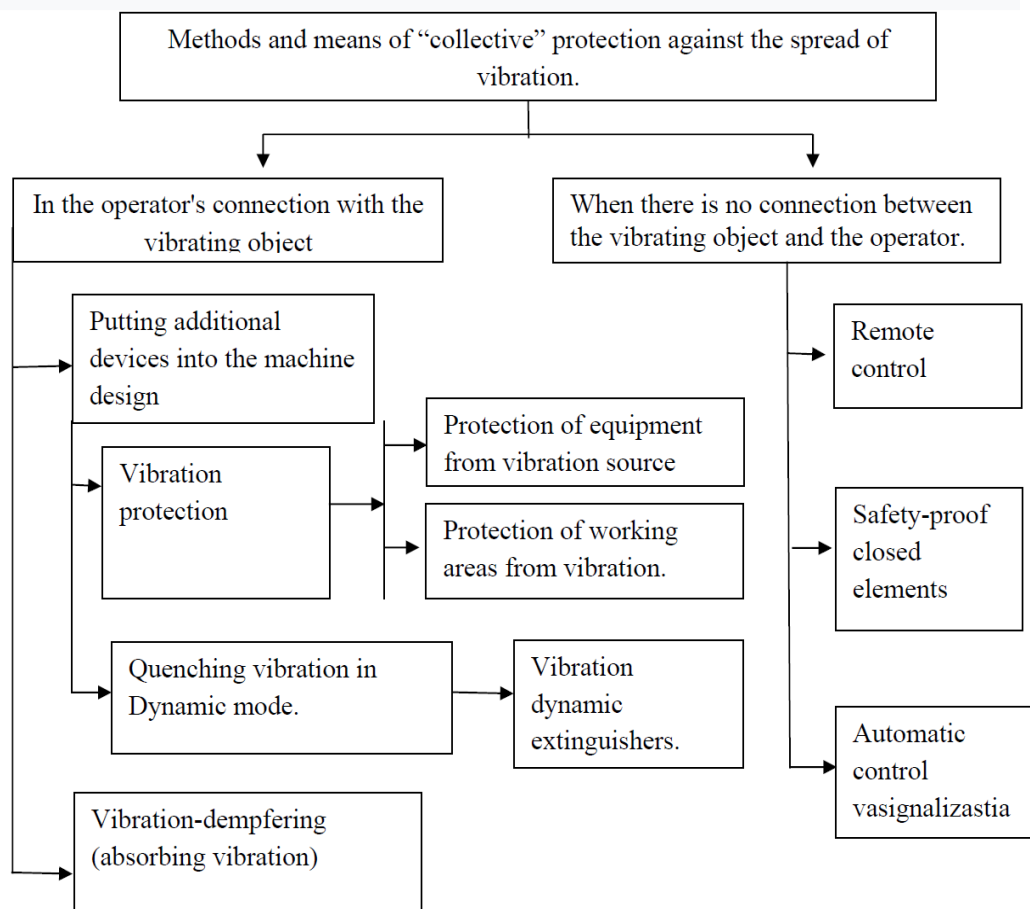 Methods and means of “collective” protection against the spread of
vibration.
In the operator's connection with the
vibrating object
When there is no connection between
the vibrating object and the operator.
Putting additional
devices into the machine
design
Remote
control
Vibration
protection
Protection of equipment
from vibration source
Protection of working
areas from vibration.
Safety-proof
closed
elements
Quenching vibration in
Dynamic mode.
Vibration
dynamic
extinguishers.
Automatic
control
vasignalizastia
Vibration-dempfering
(absorbing vibration)